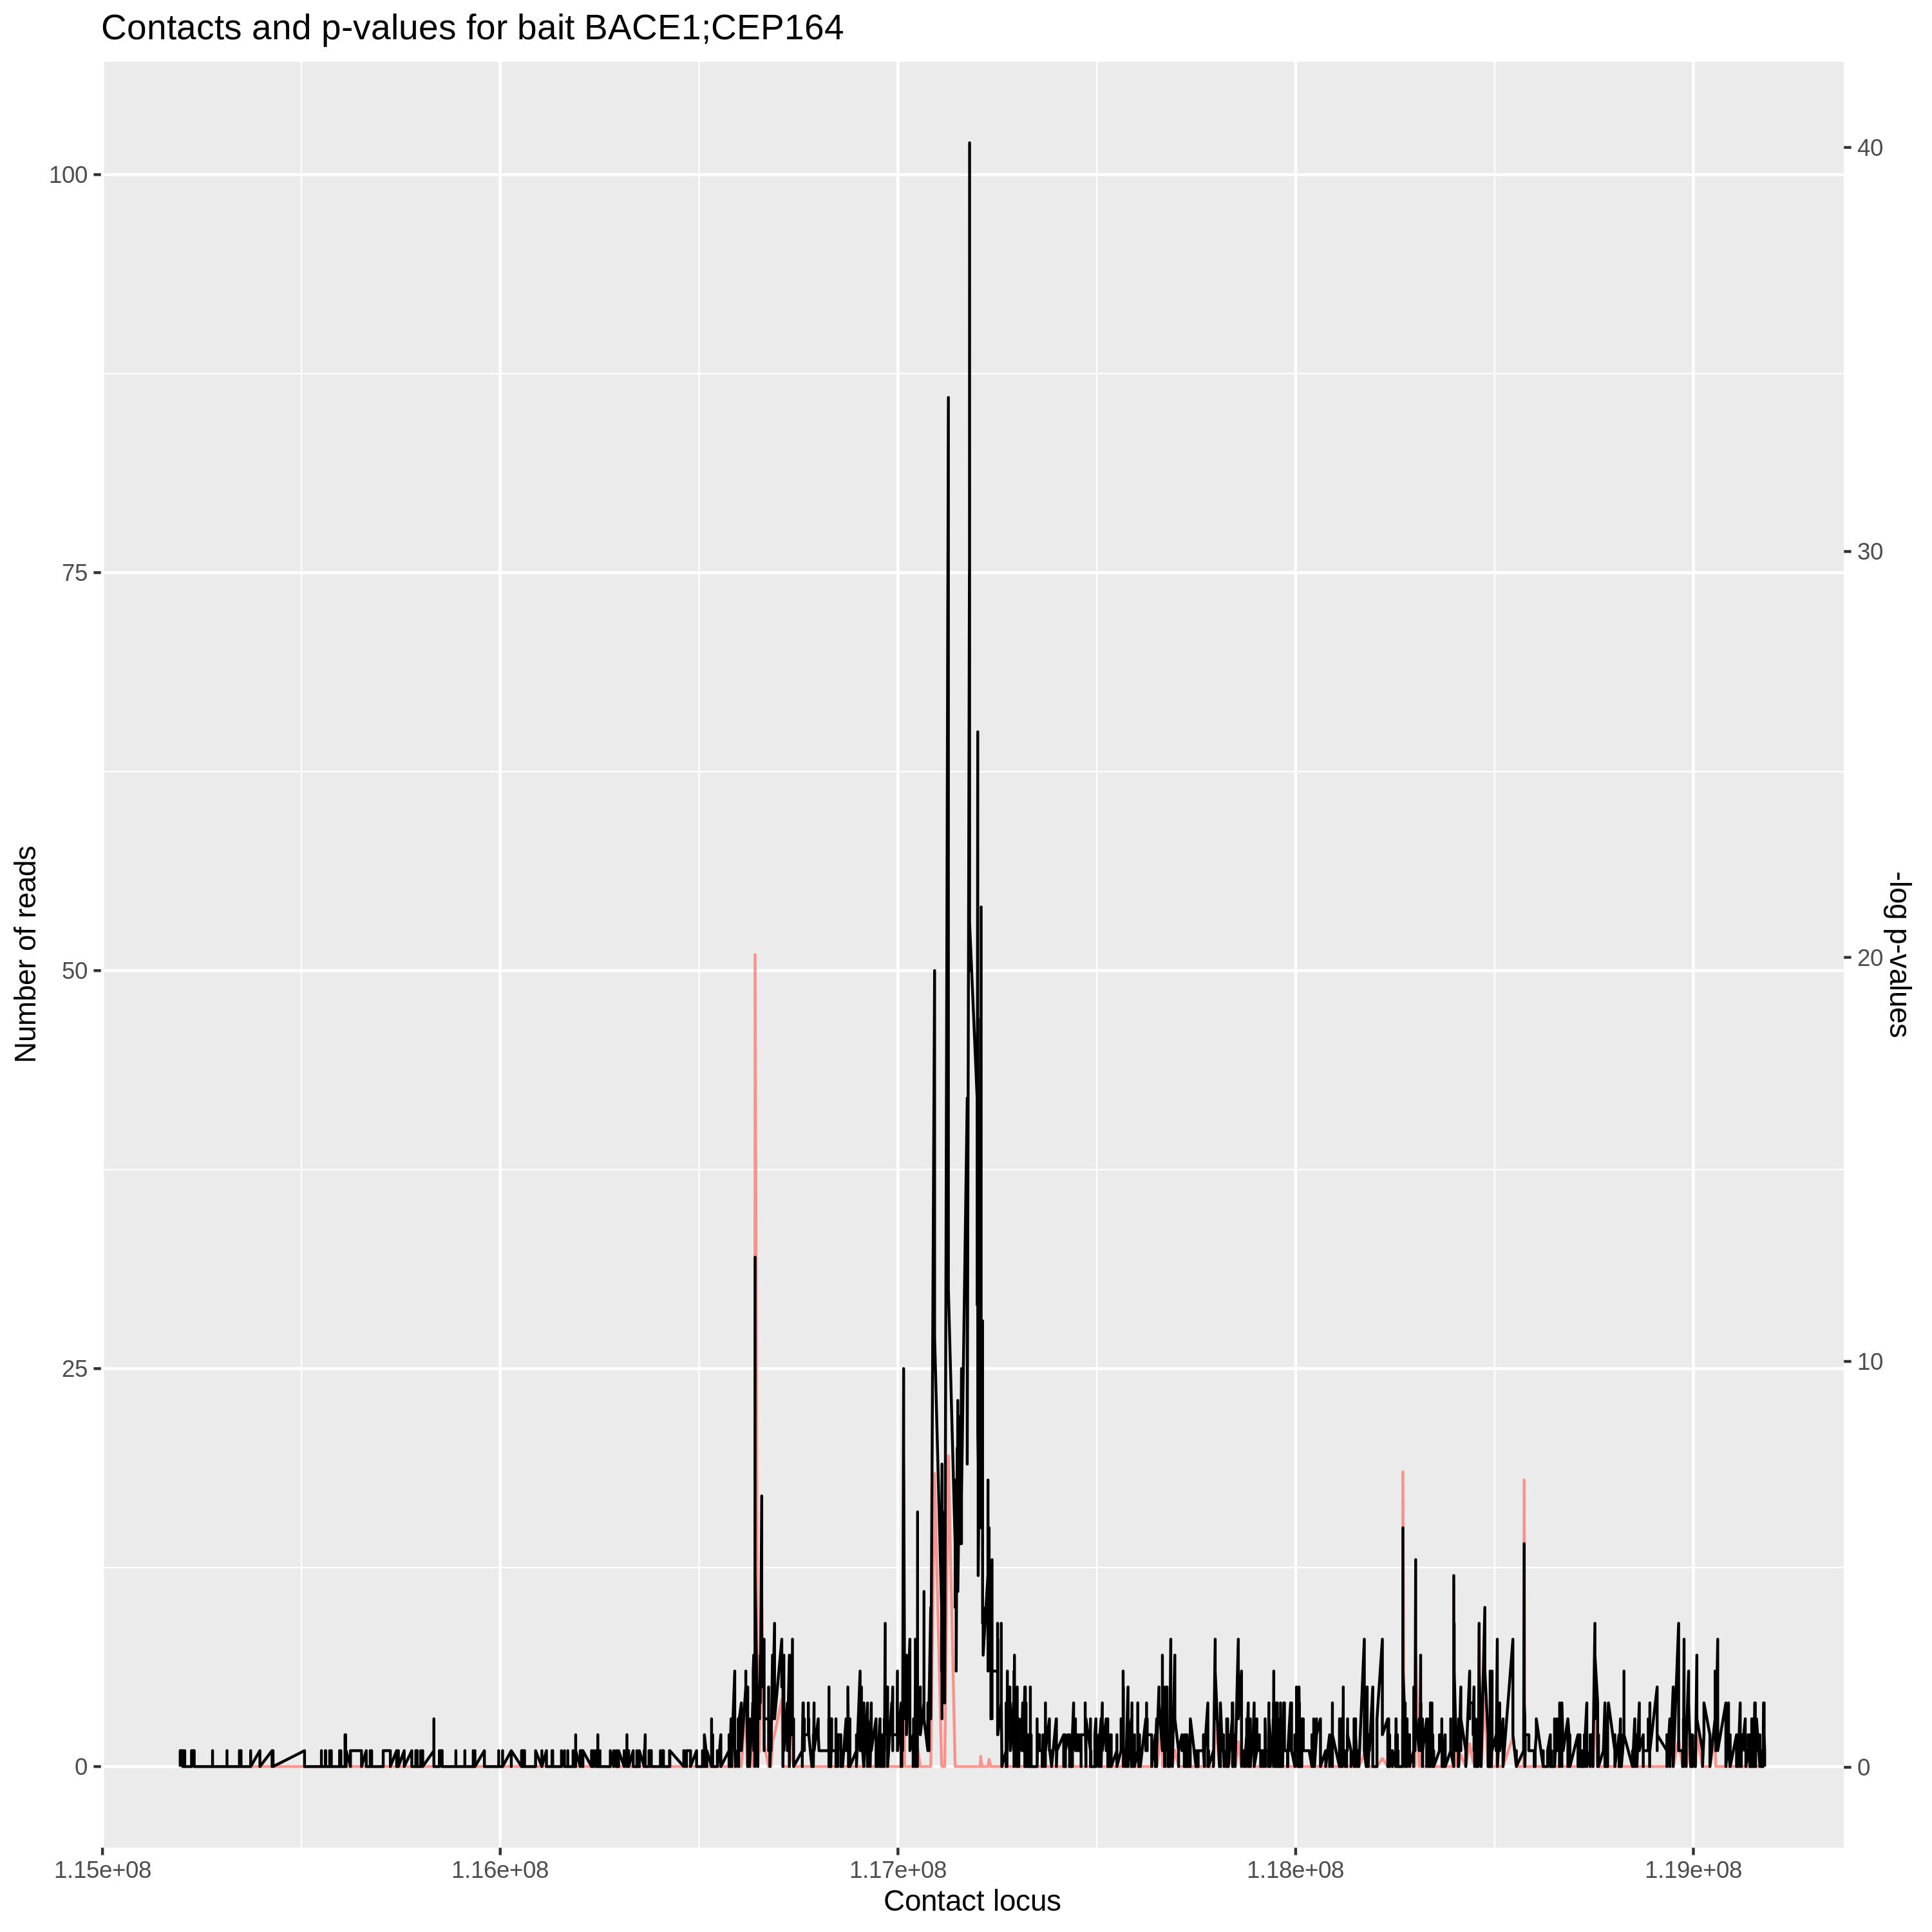 Contacts and p-values for bait BACE1;CEP164
100
75
50
25
0
Number of reads
40
30
20
10
0
-log p-values
1.15e+08
1.16e+08
1.17e+08
1.18e+08
1.19e+08
Contact locus